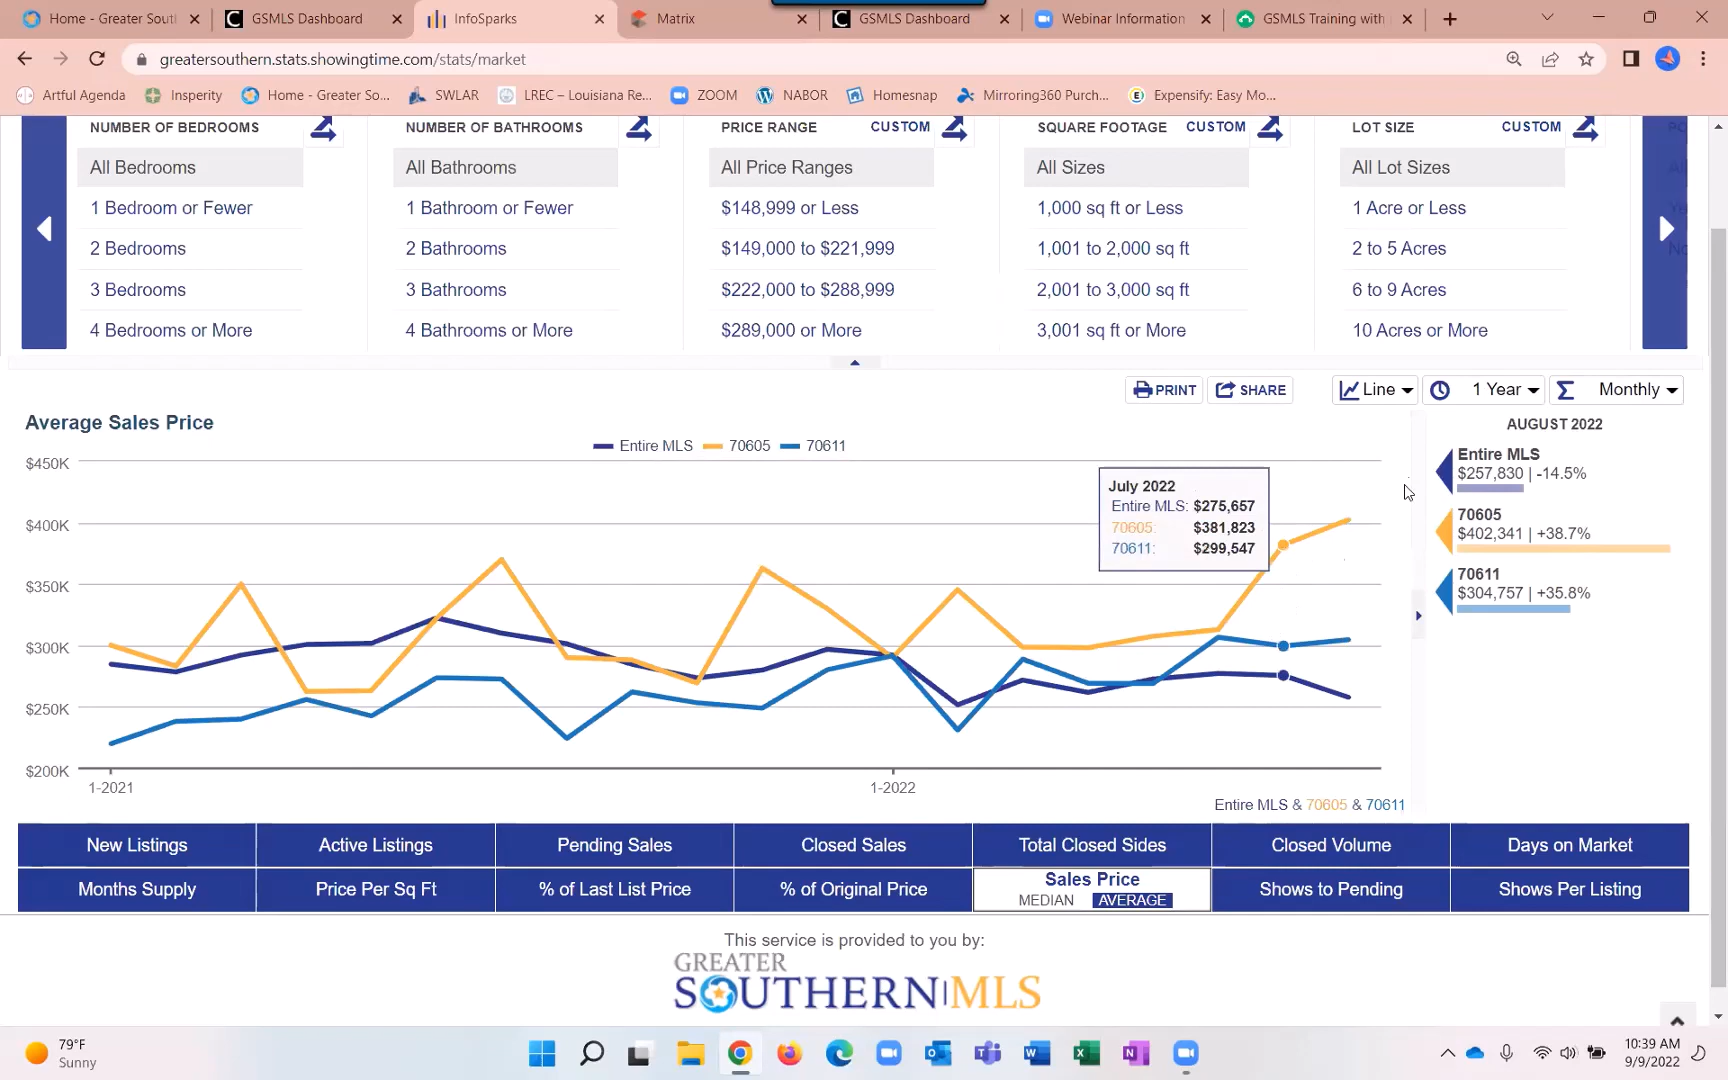 Home - Greater Sout
GSMLS Dashboard
InfoSparks
Matrix
GSMLS Dashboard
Webinar Information
GSMLS Training with
greatersouthern.stats.showingtime.com/stats/market
Artful Agenda
Insperity
Home - Greater So...
SWLAR
LREC – Louisiana Re...
ZOOM
NABOR
Homesnap
Mirroring360 Purch...
Expensify: Easy Mo...
NUMBER OF BEDROOMS
All Bedrooms
1 Bedroom or Fewer
2 Bedrooms
3 Bedrooms
4 Bedrooms or More
NUMBER OF BATHROOMS
All Bathrooms
1 Bathroom or Fewer
2 Bathrooms
3 Bathrooms
4 Bathrooms or More
PRICE RANGE CUSTOM
All Price Ranges
$148,999 or Less
$149,000 to $221,999
$222,000 to $288,999
$289,000 or More
SQUARE FOOTAGE CUSTOM
All Sizes
1,000 sq ft or Less
1,001 to 2,000 sq ft
2,001 to 3,000 sq ft
3,001 sq ft or More
LOT SIZE CUSTOM
All Lot Sizes
1 Acre or Less
2 to 5 Acres
6 to 9 Acres
10 Acres or More
PRINT SHARE Line 1 Year Σ Monthly
Average Sales Price
Entire MLS 70605 70611
$450K
$400K
$350K
$300K
$250K
$200K
1-2021 1-2022
July 2022
Entire MLS: $275,657
70605: $381,823
70611: $299,547
Entire MLS & 70605 & 70611
AUGUST 2022
Entire MLS
$257,830 | -14.5%
70605
$402,341 | +38.7%
70611
$304,757 | +35.8%
New Listings
Active Listings
Pending Sales
Closed Sales
Total Closed Sides
Closed Volume
Days on Market
Months Supply
Price Per Sq Ft
% of Last List Price
% of Original Price
Sales Price
MEDIAN AVERAGE
Shows to Pending
Shows Per Listing
This service is provided to you by:
GREATER
SOUTHERN MLS
79°F
Sunny
10:39 AM
9/9/2022